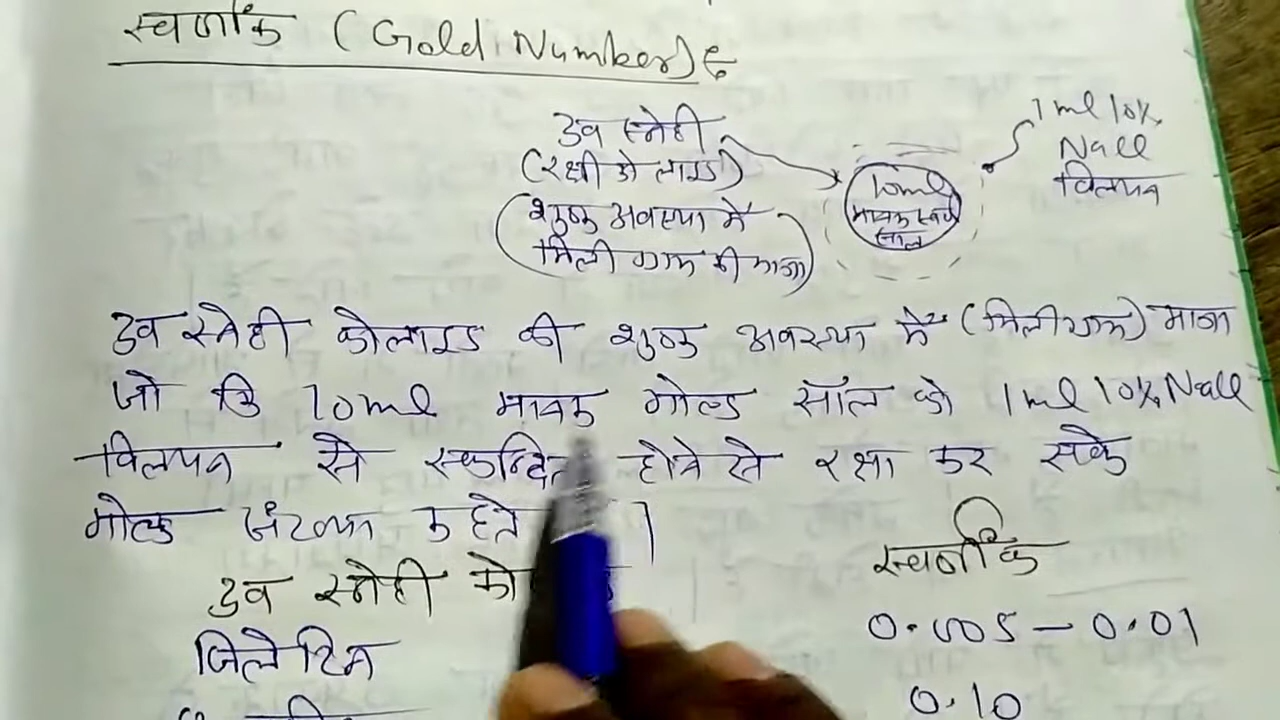 स्वर्णांक (Gold Number) :
द्रव स्नेही
(रक्षी कोलाइड)
(शुष्क अवस्था में
मिली ग्राम की मात्रा)
10ml
मानक स्वर्ण
साल
1ml 10%
NaCl
विलयन
द्रव स्नेही कोलाइड की शुष्क अवस्था में (मिलीग्राम) मात्रा
जो कि 10ml मानक गोल्ड सॉल को 1ml 10% NaCl
विलयन से स्कन्दित होने से रक्षा कर सके
गोल्ड संख्या कहते
द्रव स्नेही
स्वर्णांक
जिलेटिन
0.005 - 0.01
0.10